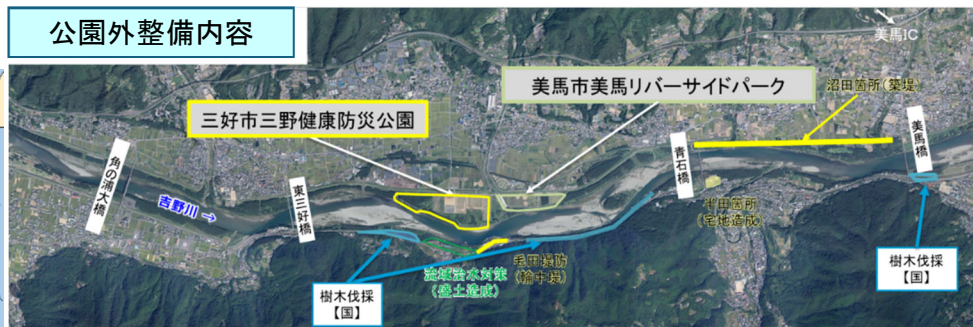 公園外整備内容
美馬IC
美馬市美馬リバーサイドパーク
沼田箇所(築堤)
三好市三野健康防災公園
美馬橋
青石橋
角の浦大橋
東三好橋
吉野川 →
半田箇所
(宅地造成)
毛田堤防
(輪中堤)
流域治水対策
(盛土造成)
樹木伐採
【国】
樹木伐採
【国】